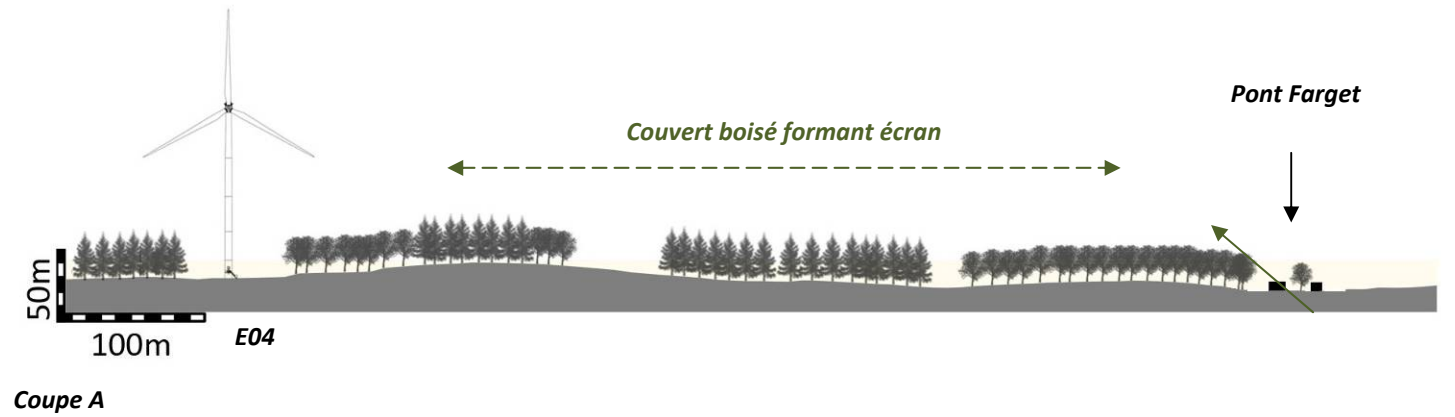 Pont Farget
Couvert boisé formant écran
50m
100m
E04
Coupe A